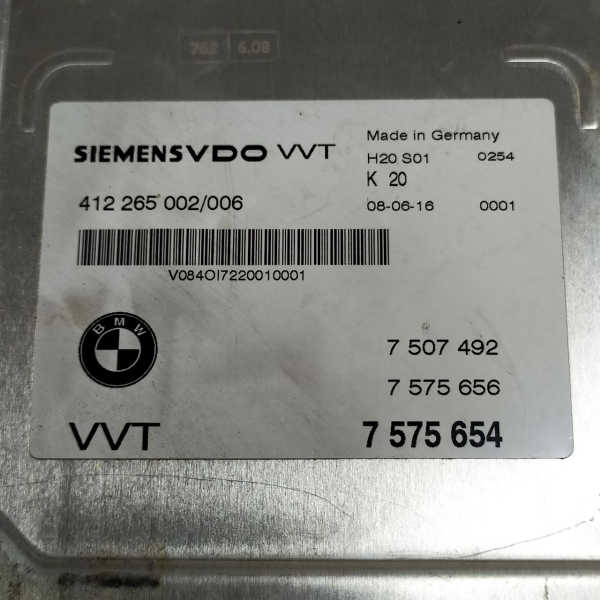 762 6.08
SIEMENSVDO VVT
Made in Germany
H20 S01 0254
K 20
412 265 002/006
08-06-16 0001
V084OI7220010001
BMW
7 507 492
7 575 656
VVT 7 575 654